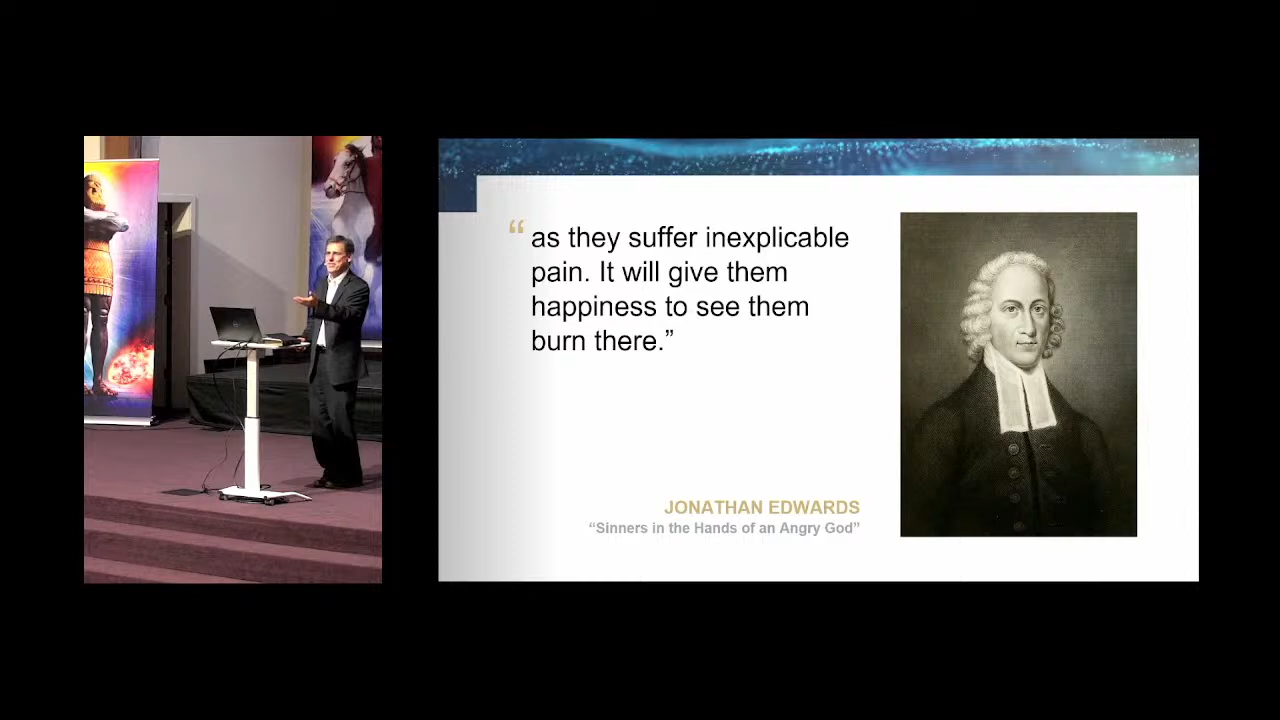 “ as they suffer inexplicable
pain. It will give them
happiness to see them
burn there.”
JONATHAN EDWARDS
“Sinners in the Hands of an Angry God”